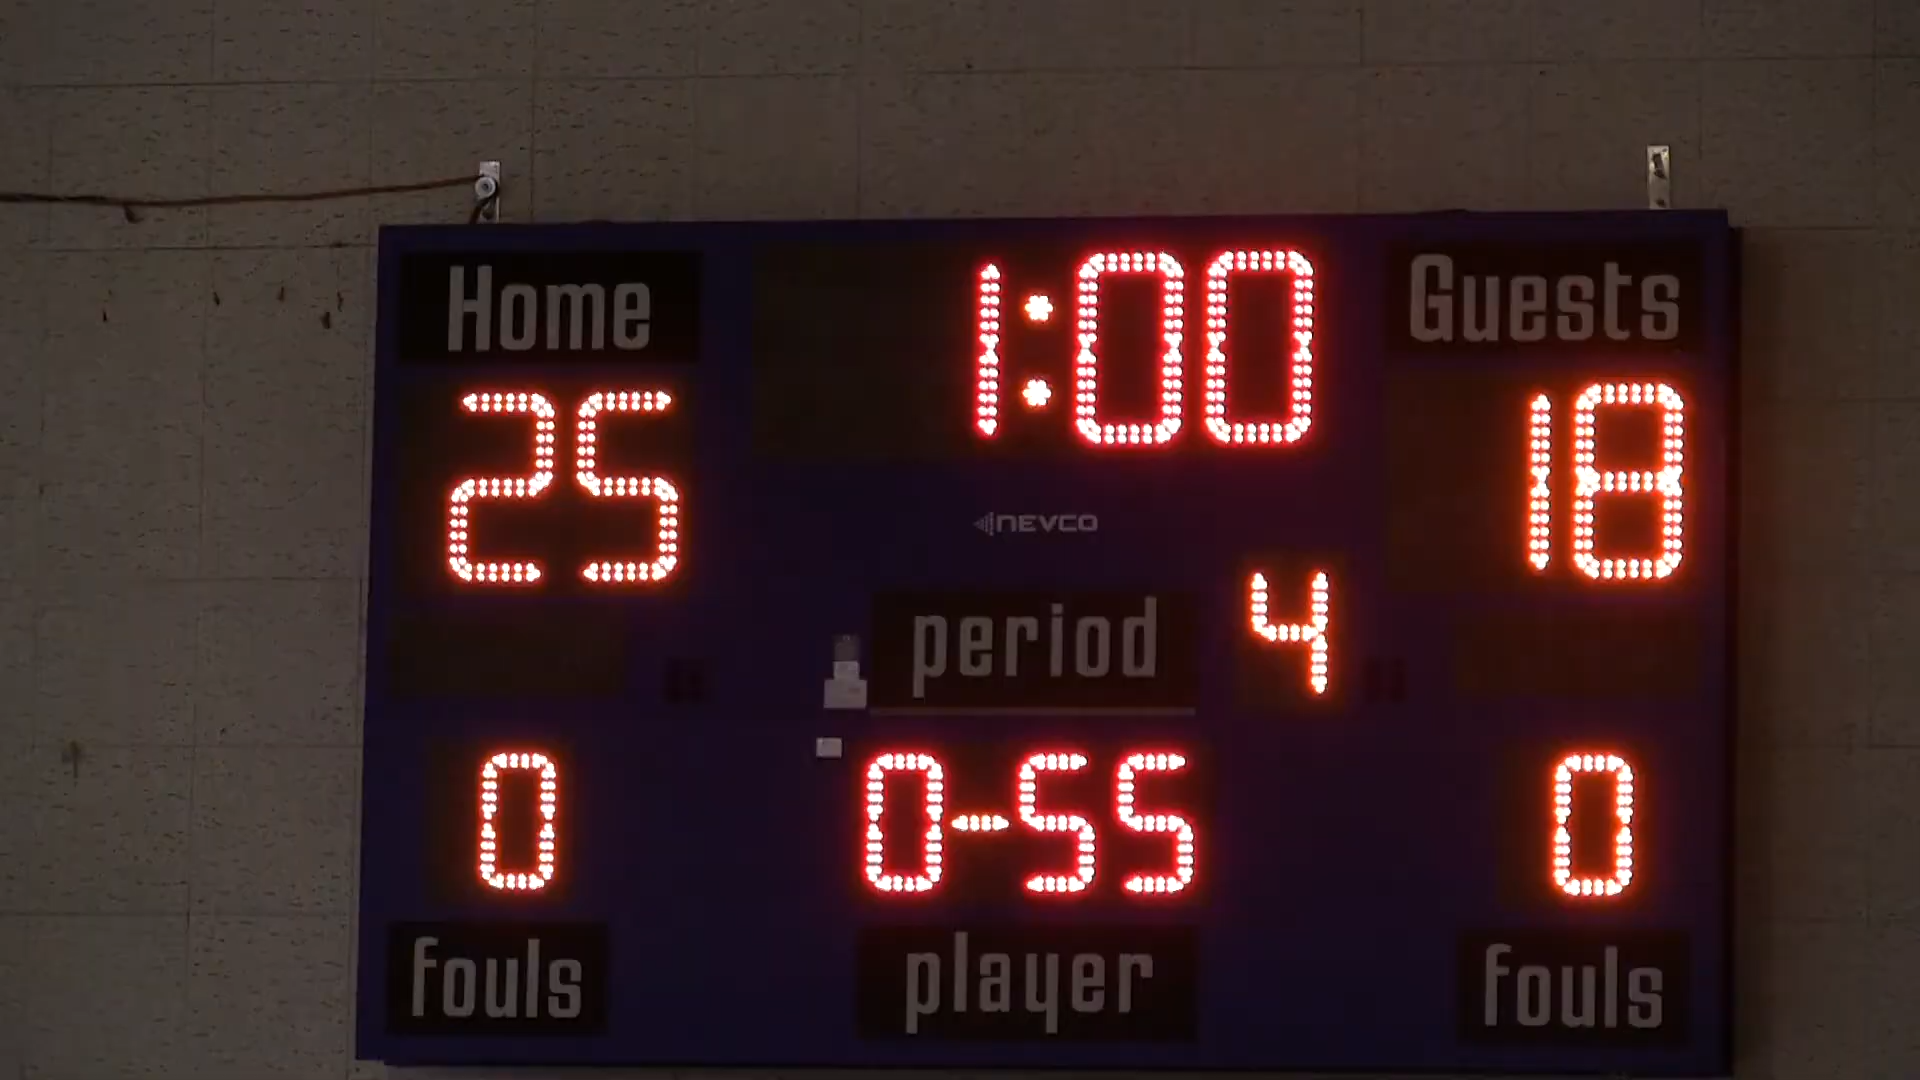 Home 1:00 Guests
25 18
NEVCO
period 4
0 0-55 0
fouls player fouls